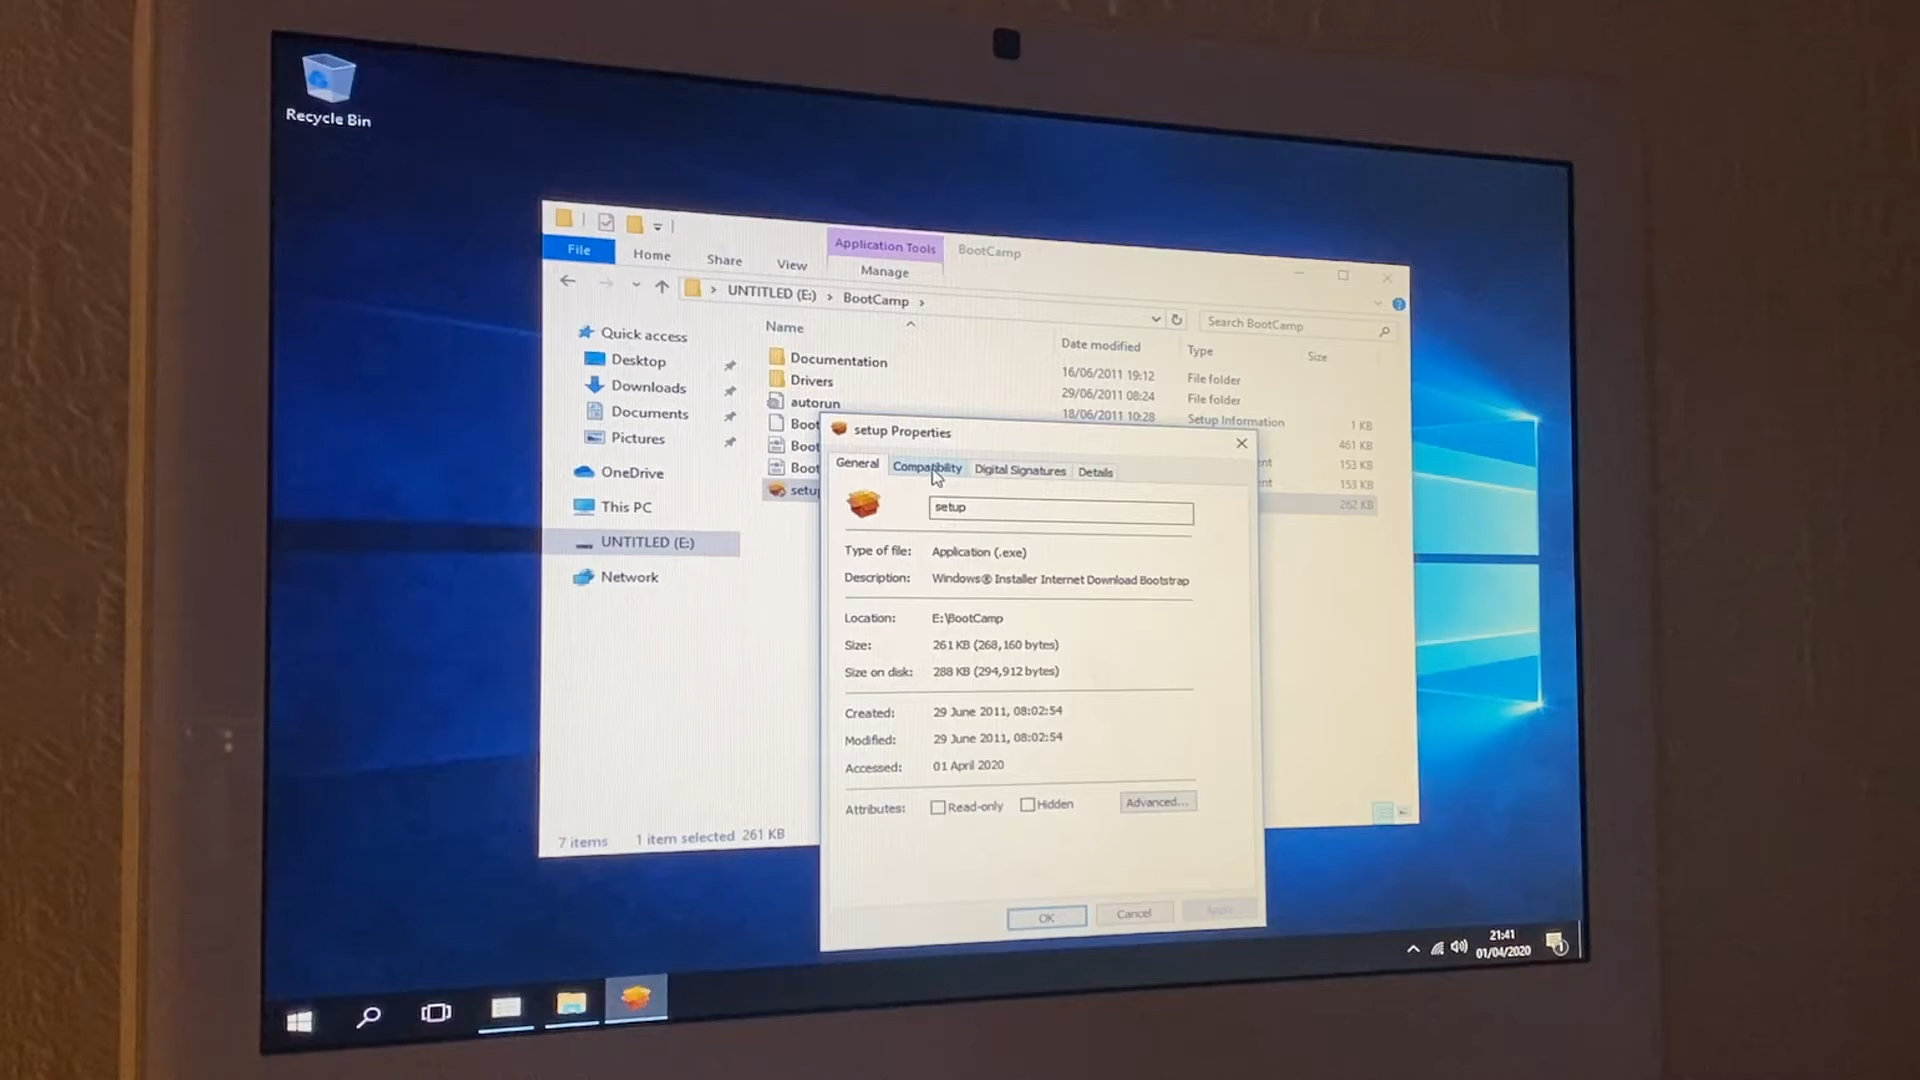 Recycle Bin
Application Tools
BootCamp
File
Home
Share
View
Manage
UNTITLED (E:)
BootCamp
Search BootCamp
Name
Date modified
Type
Size
Quick access
Desktop
Downloads
Documents
Pictures
OneDrive
This PC
UNTITLED (E:)
Network
Documentation
16/06/2011 19:12
File folder
Drivers
29/06/2011 08:24
File folder
autorun
18/06/2011 10:28
Setup Information
1 KB
Boot
461 KB
Boo
153 KB
Boo
153 KB
setup
262 KB
setup Properties
General
Compatibility
Digital Signatures
Details
setup
Type of file:
Application (.exe)
Description:
Windows® Installer Internet Download Bootstrap
Location:
E:\BootCamp
Size:
261 KB (268,160 bytes)
Size on disk:
288 KB (294,912 bytes)
Created:
29 June 2011, 08:02:54
Modified:
29 June 2011, 08:02:54
Accessed:
01 April 2020
Attributes:
Read-only
Hidden
Advanced...
OK
Cancel
Apply
7 items
1 item selected 261 KB
21:41
01/04/2020
1